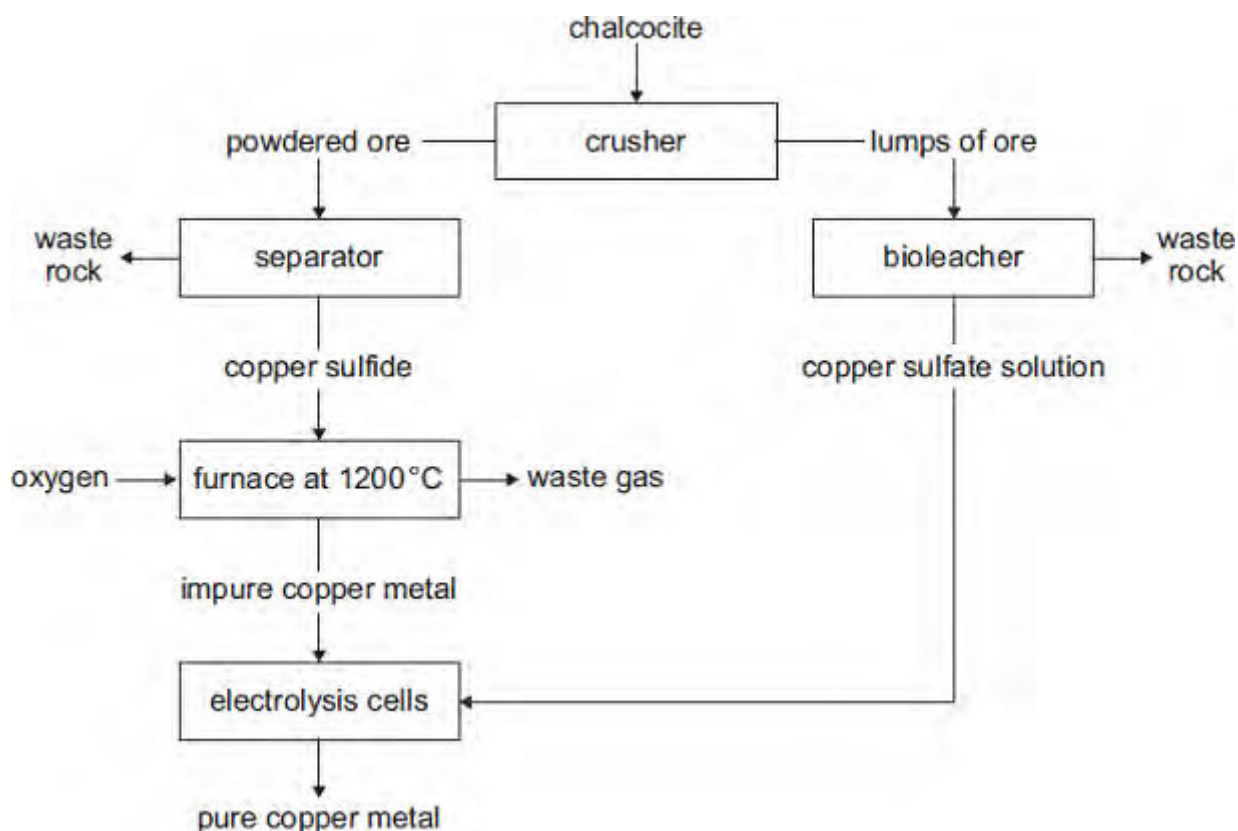 chalcocite
crusher
powdered ore
lumps of ore
waste
rock
separator
bioleacher
waste
rock
copper sulfide
copper sulfate solution
oxygen
furnace at 1200°C
waste gas
impure copper metal
electrolysis cells
pure copper metal